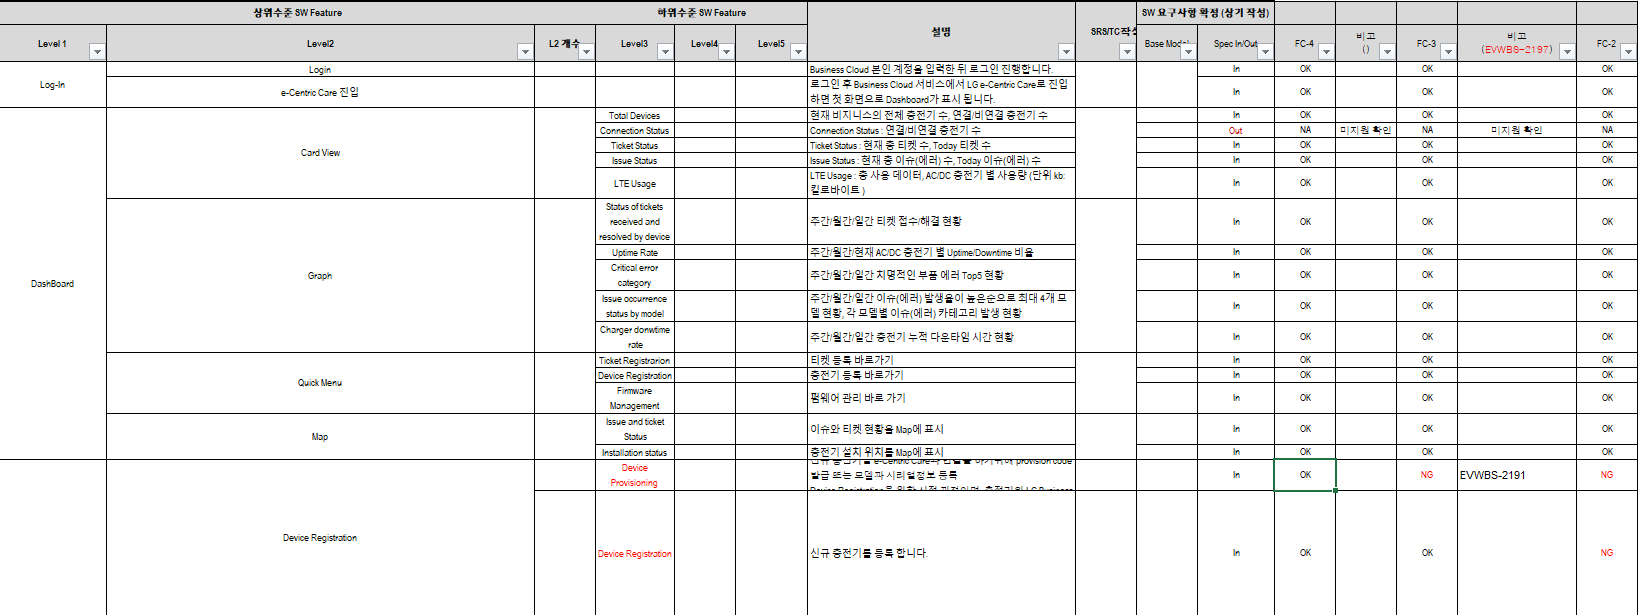 상위수준 SW Feature
하위수준 SW Feature
설명
SRS/TC작성
SW 요구사항 확정 (상기 작성)
Level 1
Level2
L2 개수
Level3
Level4
Level5
Base Model
Spec In/Out
FC-4
비고
()
FC-3
비고
(EVWBS-2197)
FC-2
Log-In
Login
Business Cloud 본인 계정을 입력한 뒤 로그인 진행합니다.
In
OK
OK
OK
e-Centric Care 진입
로그인 후 Business Cloud 서비스에서 LG e-Centric Care로 진입
하면 첫 화면으로 Dashboard가 표시 됩니다.
In
OK
OK
OK
DashBoard
Card View
Total Devices
현재 비지니스의 전체 충전기 수, 연결/비연결 충전기 수
In
OK
OK
OK
Connection Status
Connection Status : 연결/비연결 충전기 수
Out
NA
미지원 확인
NA
미지원 확인
NA
Ticket Status
Ticket Status : 현재 총 티켓 수, Today 티켓 수
In
OK
OK
OK
Issue Status
Issue Status : 현재 총 이슈(에러) 수, Today 이슈(에러) 수
In
OK
OK
OK
LTE Usage
LTE Usage : 총 사용 데이터, AC/DC 충전기 별 사용량 (단위 kb:
킬로바이트 )
In
OK
OK
OK
Graph
Status of tickets
received and
resolved by device
주간/월간/일간 티켓 접수/해결 현황
In
OK
OK
OK
Uptime Rate
주간/월간/현재 AC/DC 충전기 별 Uptime/Downtime 비율
In
OK
OK
OK
Critical error
category
주간/월간/일간 치명적인 부품 에러 Top5 현황
In
OK
OK
OK
Issue occurrence
status by model
주간/월간/일간 이슈(에러) 발생율이 높은순으로 최대 4개 모
델 현황, 각 모델별 이슈(에러) 카테고리 발생 현황
In
OK
OK
OK
Charger donwtime
rate
주간/월간/일간 충전기 누적 다운타임 시간 현황
In
OK
OK
OK
Quick Menu
Ticket Registrarion
티켓 등록 바로가기
In
OK
OK
OK
Device Registration
충전기 등록 바로가기
In
OK
OK
OK
Firmware
Management
펌웨어 관리 바로 가기
In
OK
OK
OK
Map
Issue and ticket
Status
이슈와 티켓 현황을 Map에 표시
In
OK
OK
OK
Installation status
충전기 설치 위치를 Map에 표시
In
OK
OK
OK
Device Registration
Device
Provisioning
신규 충전기를 e-Centric Care와 연결을 하기위해 provision code
발급 또는 모델과 시리얼정보 등록
In
OK
NG
EVWBS-2191
NG
Device Registration
신규 충전기를 등록 합니다.
In
OK
OK
NG